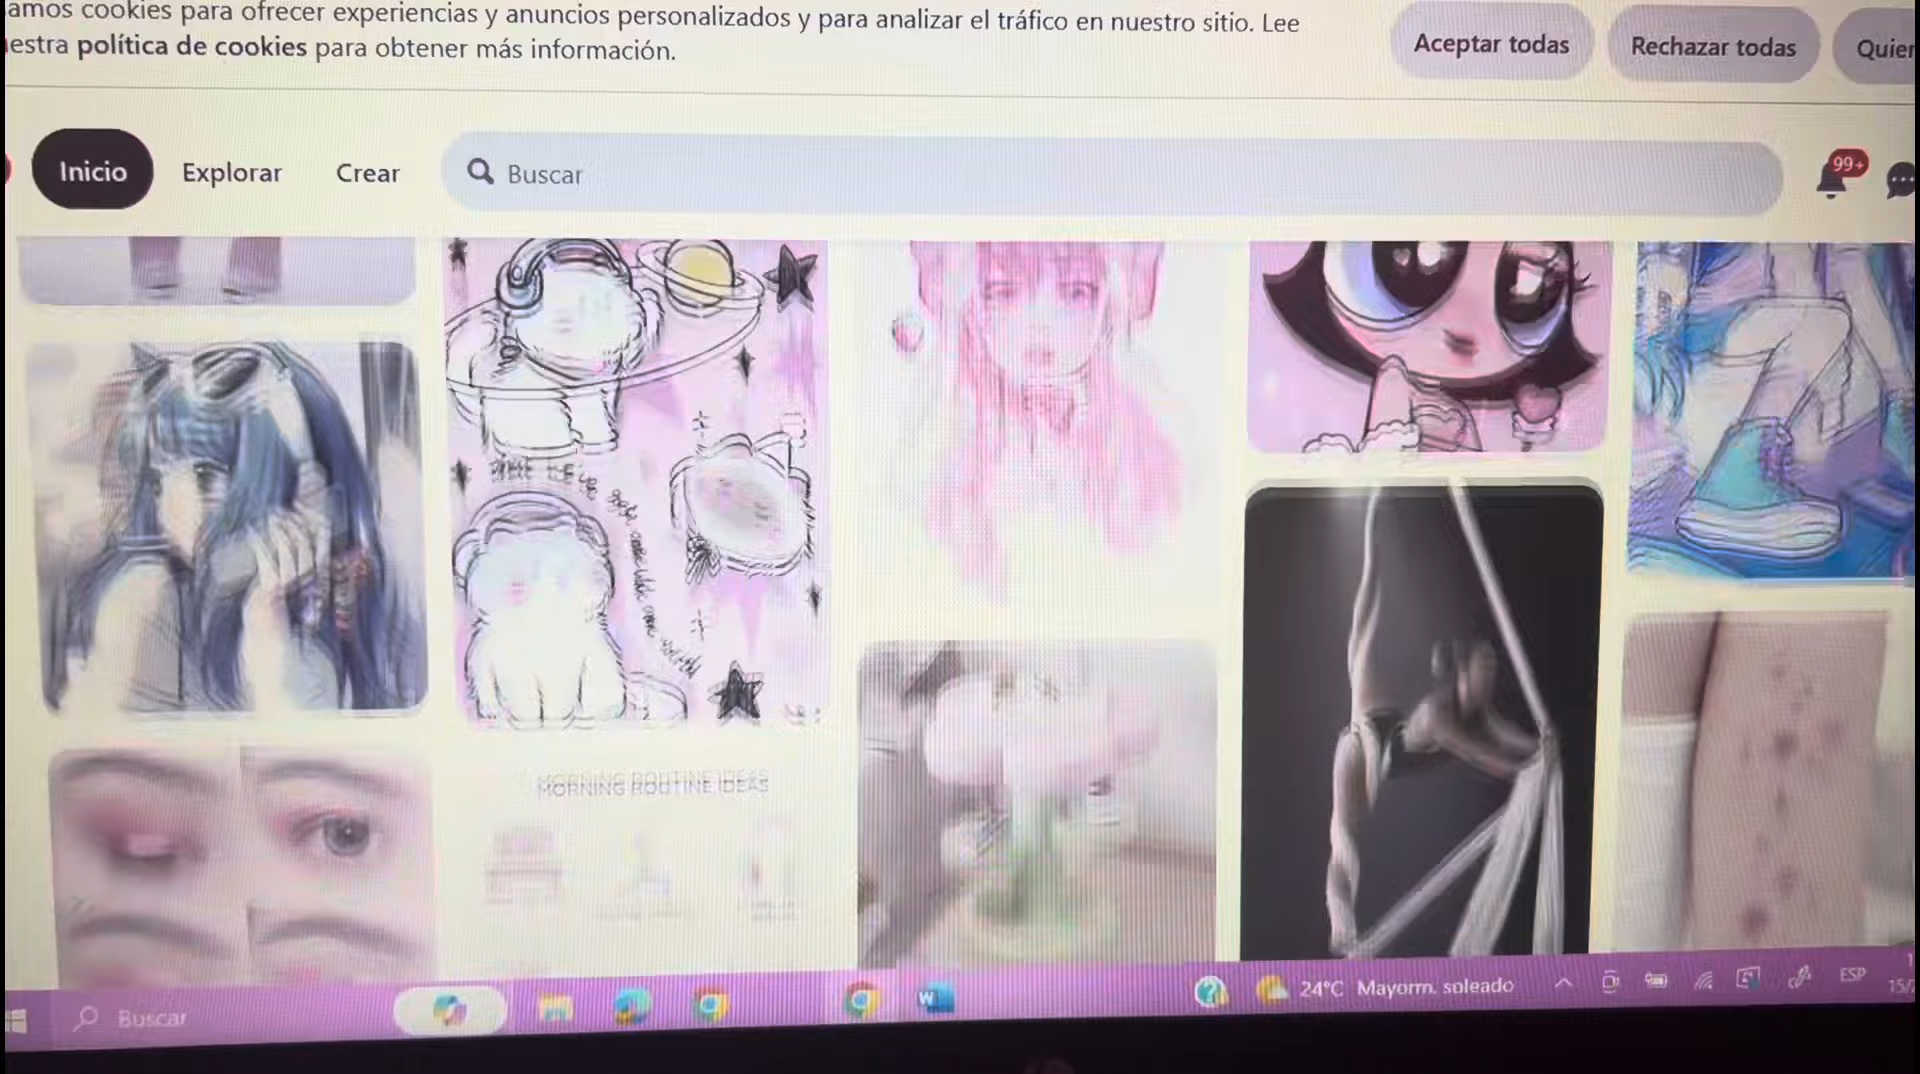 amos cookies para ofrecer experiencias y anuncios personalizados y para analizar el tráfico en nuestro sitio. Lee
estra política de cookies para obtener más información.
Aceptar todas
Rechazar todas
Quier
Inicio
Explorar
Crear
Buscar
99+
MORNING ROUTINE IDEAS
Buscar
24°C Mayorm. soleado
ESP
15/